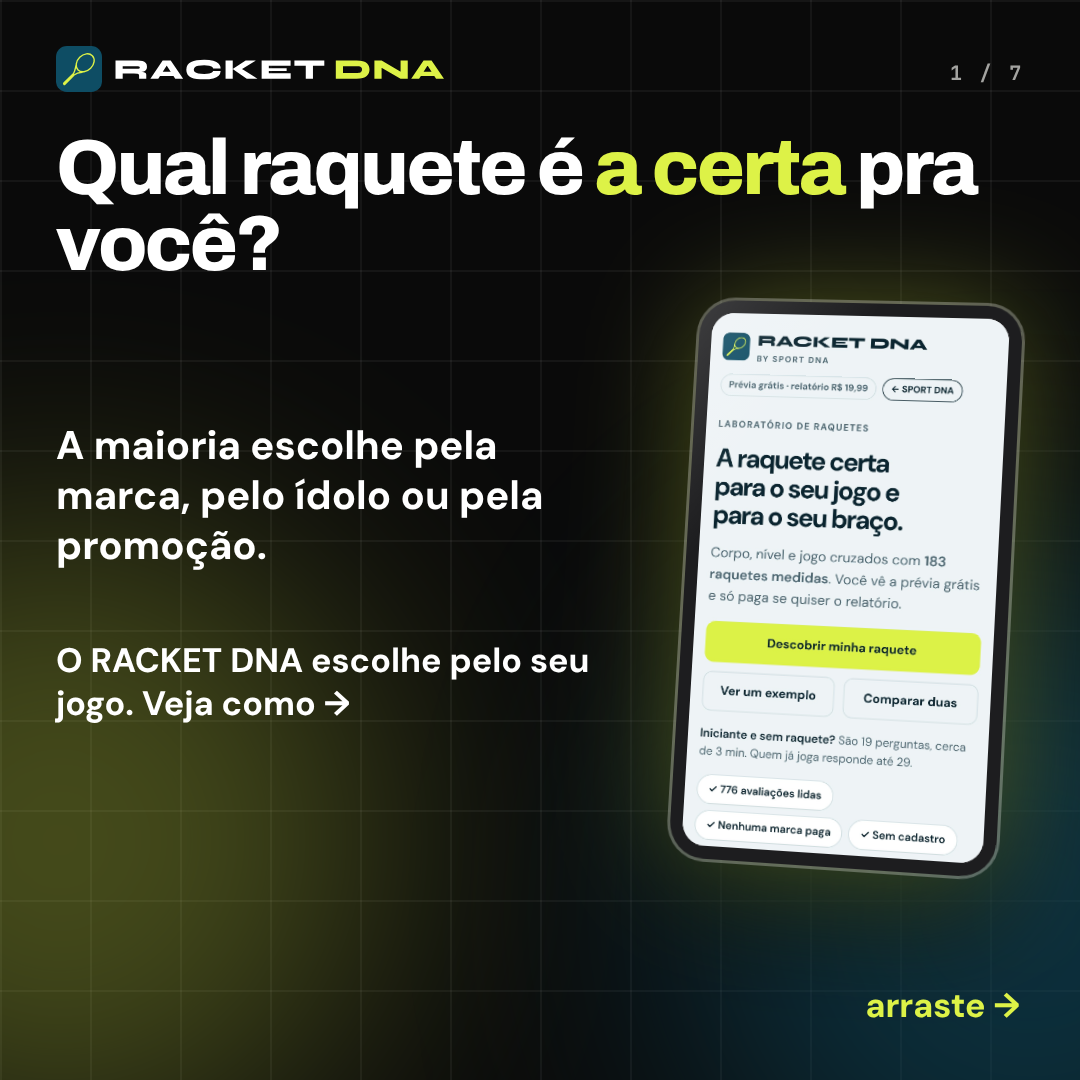 RACKET DNA
1 / 7
Qual raquete é a certa pra
você?
A maioria escolhe pela
marca, pelo ídolo ou pela
promoção.
O RACKET DNA escolhe pelo seu
jogo. Veja como →
RACKET DNA
BY SPORT DNA
Prévia grátis · relatório R$ 19,99
← SPORT DNA
LABORATÓRIO DE RAQUETES
A raquete certa
para o seu jogo e
para o seu braço.
Corpo, nível e jogo cruzados com 183
raquetes medidas. Você vê a prévia grátis
e só paga se quiser o relatório.
Descobrir minha raquete
Ver um exemplo
Comparar duas
Iniciante e sem raquete? São 19 perguntas, cerca
de 3 min. Quem já joga responde até 29.
✓ 776 avaliações lidas
✓ Nenhuma marca paga
✓ Sem cadastro
arraste →